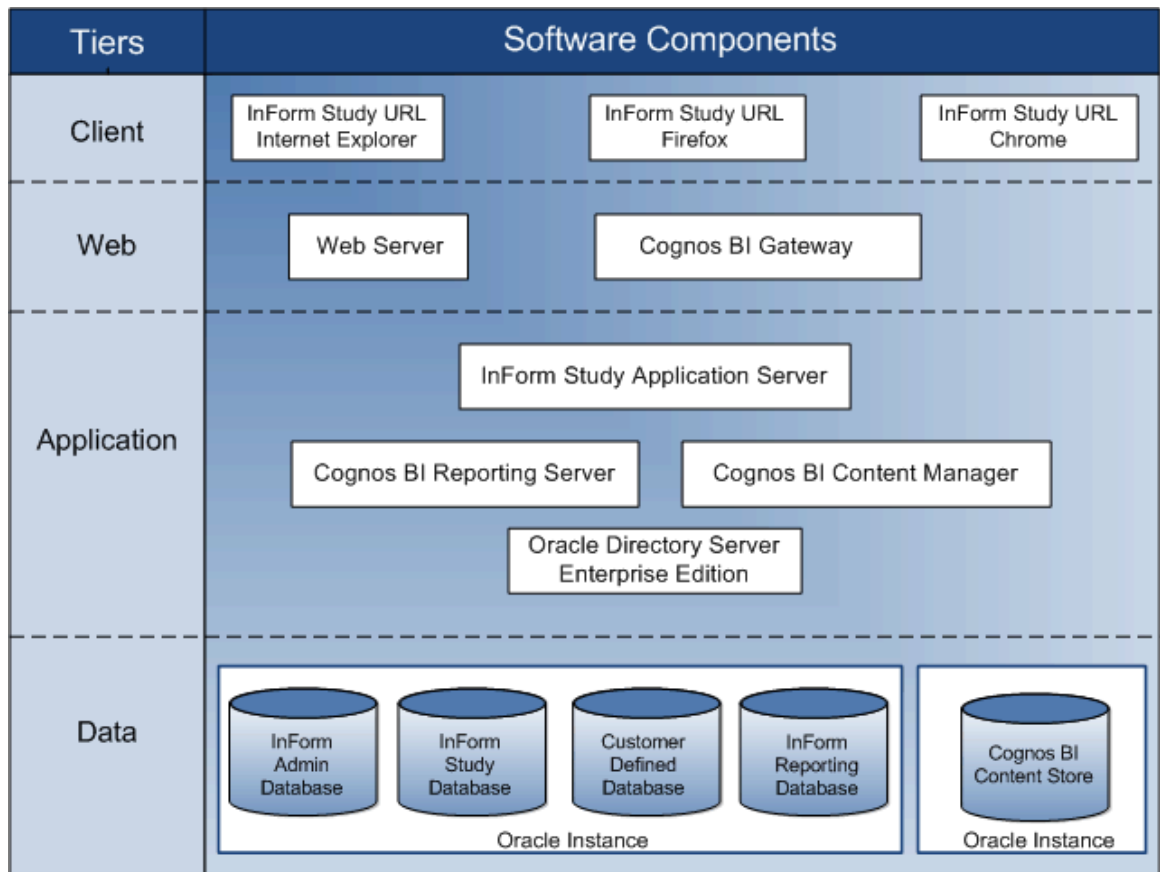 Tiers
Software Components
Client
InForm Study URL
Internet Explorer
InForm Study URL
Firefox
InForm Study URL
Chrome
Web
Web Server
Cognos BI Gateway
Application
InForm Study Application Server
Cognos BI Reporting Server
Cognos BI Content Manager
Oracle Directory Server
Enterprise Edition
Data
InForm
Admin
Database
InForm
Study
Database
Customer
Defined
Database
InForm
Reporting
Database
Oracle Instance
Cognos BI
Content Store
Oracle Instance